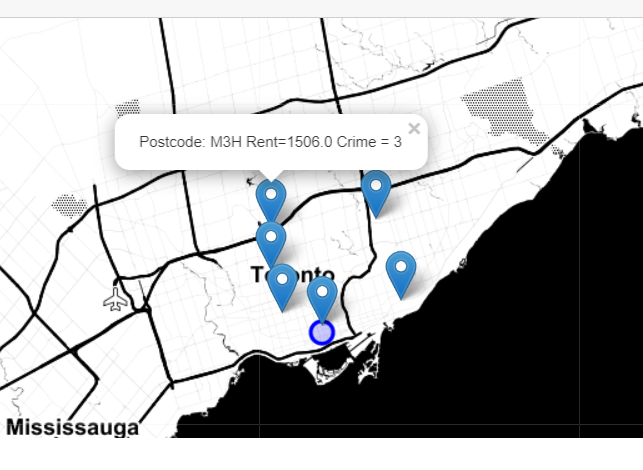 ×
Postcode: M3H Rent=1506.0 Crime = 3
Toronto
Mississauga